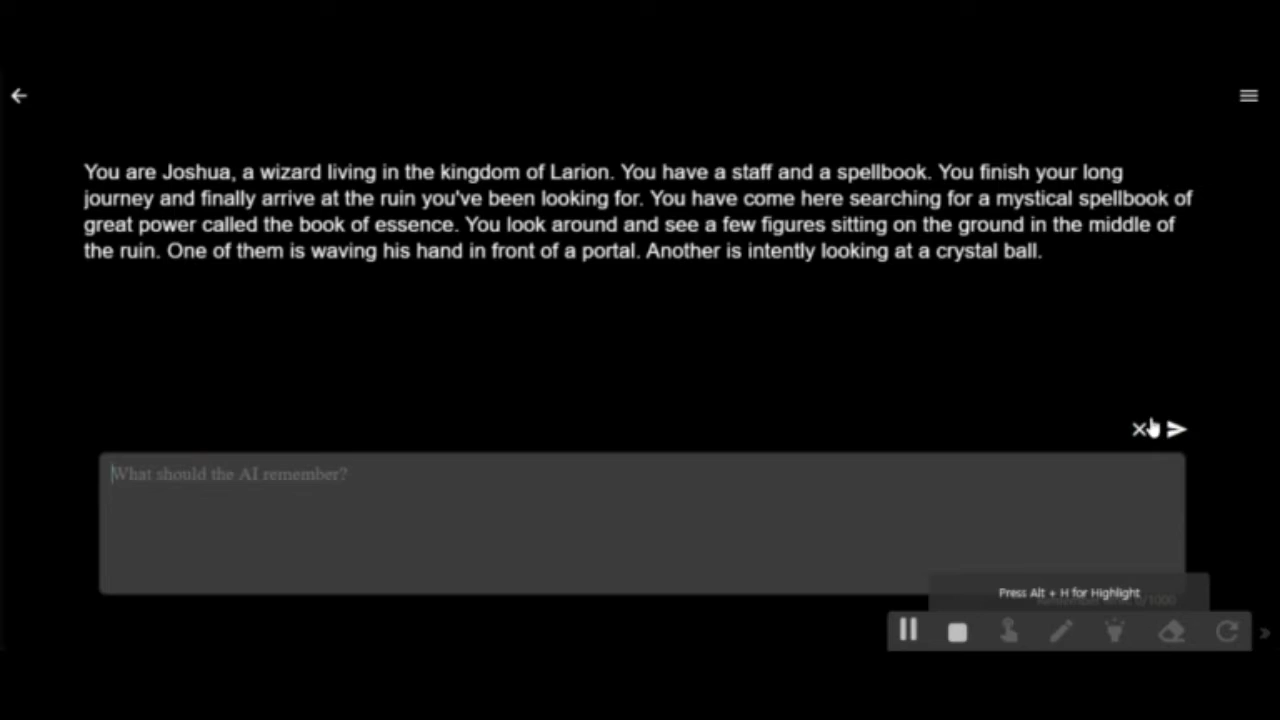 You are Joshua, a wizard living in the kingdom of Larion. You have a staff and a spellbook. You finish your long
journey and finally arrive at the ruin you've been looking for. You have come here searching for a mystical spellbook of
great power called the book of essence. You look around and see a few figures sitting on the ground in the middle of
the ruin. One of them is waving his hand in front of a portal. Another is intently looking at a crystal ball.
What should the AI remember?
Press Alt + H for Highlight
/1000